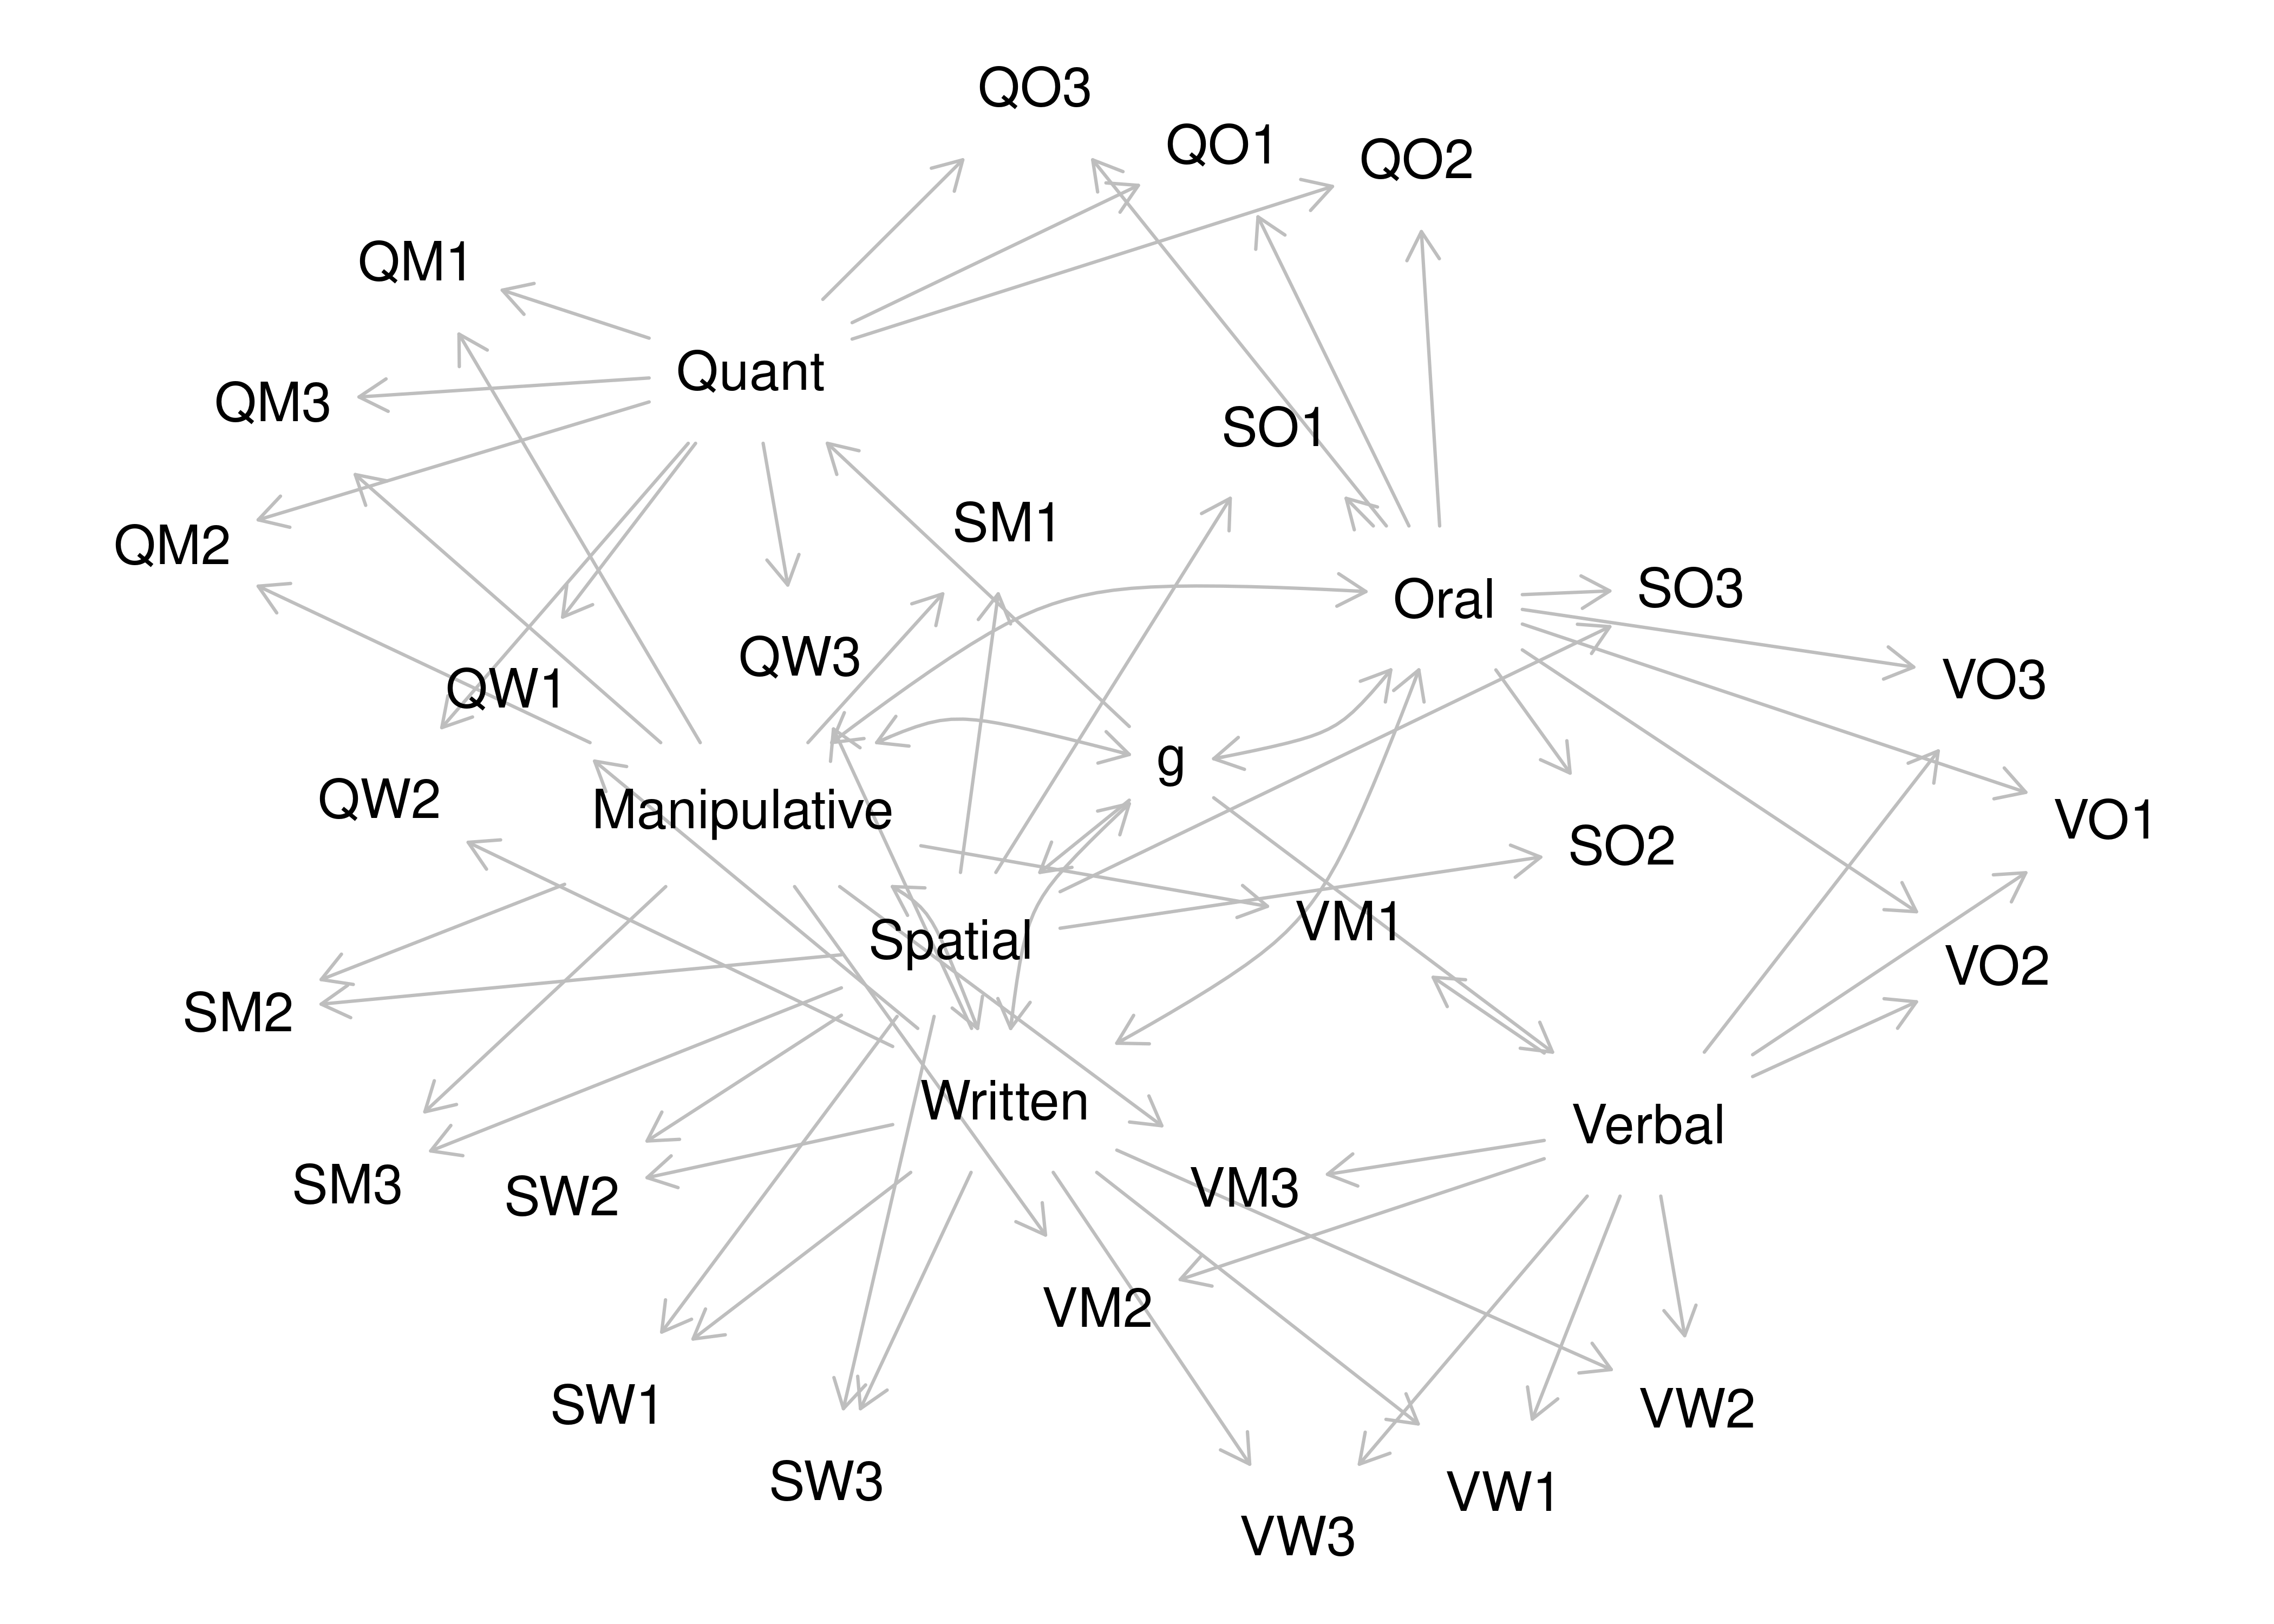 QO3
QO1
QO2
QM1
Quant
QM3
SO1
SM1
QM2
SO3
Oral
QW3
VO3
QW1
g
QW2
Manipulative
VO1
SO2
VM1
Spatial
VO2
SM2
Written
Verbal
SM3
SW2
VM3
VM2
SW1
VW2
SW3
VW1
VW3